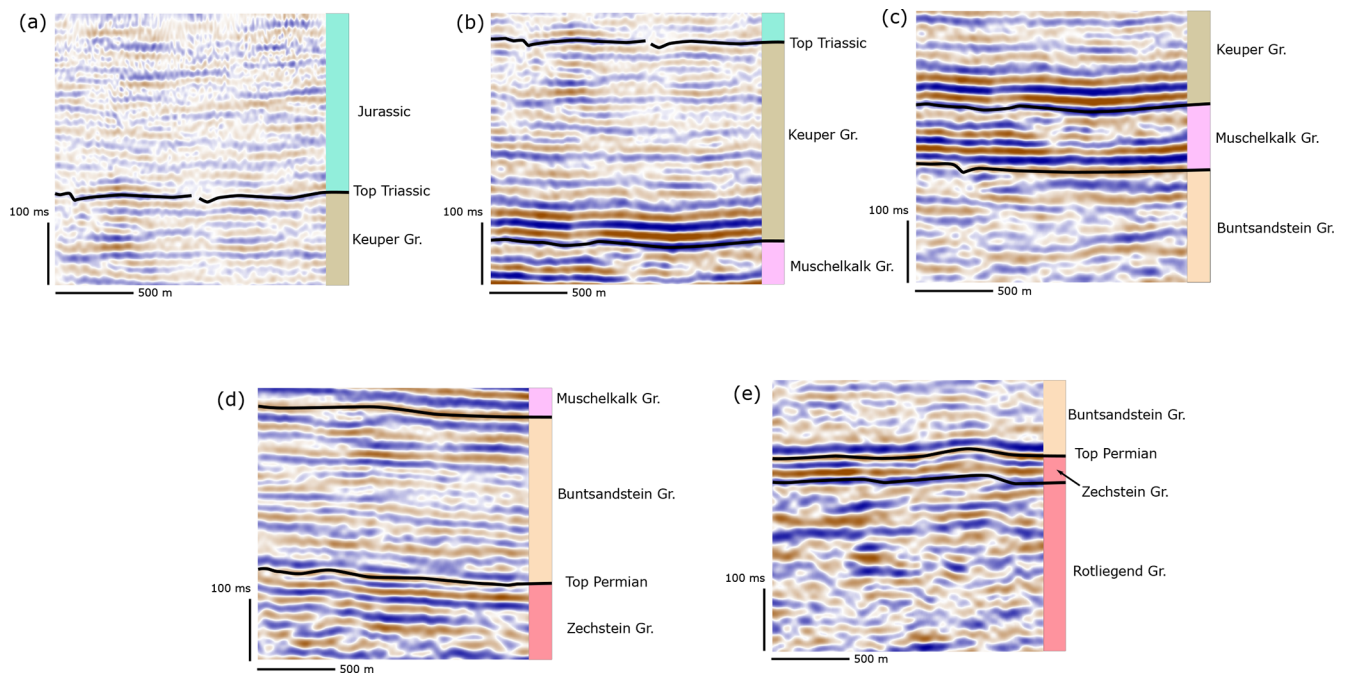 (a)
Jurassic
Top Triassic
Keuper Gr.
100 ms
500 m
(b)
Top Triassic
Keuper Gr.
Muschelkalk Gr.
100 ms
500 m
(c)
Keuper Gr.
Muschelkalk Gr.
Buntsandstein Gr.
100 ms
500 m
(d)
Muschelkalk Gr.
Buntsandstein Gr.
Top Permian
Zechstein Gr.
100 ms
500 m
(e)
Buntsandstein Gr.
Top Permian
Zechstein Gr.
Rotliegend Gr.
100 ms
500 m